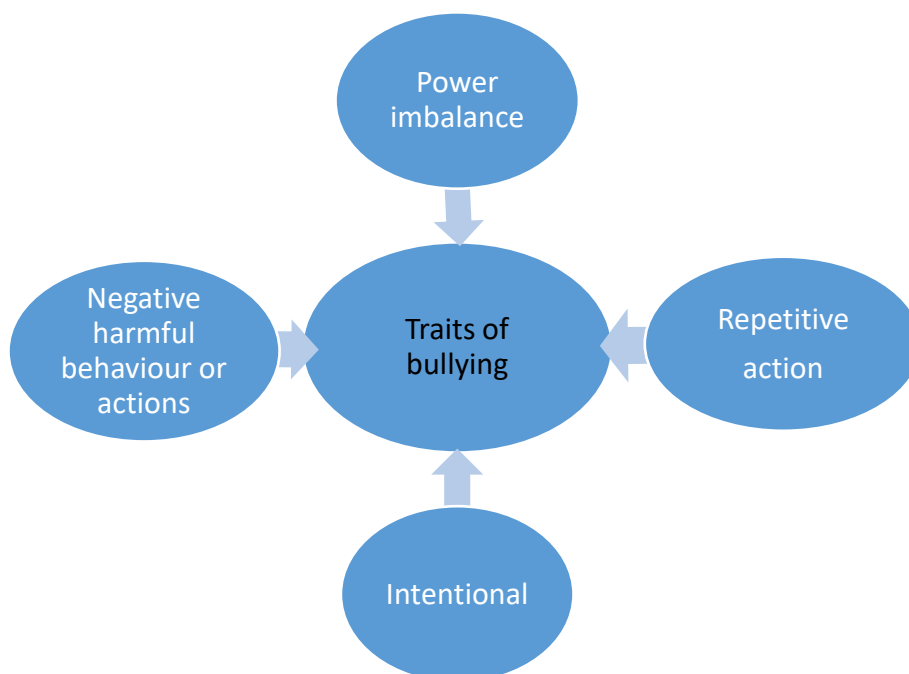 Power
imbalance
Negative
harmful
behaviour or
actions
Traits of
bullying
Repetitive
action
Intentional